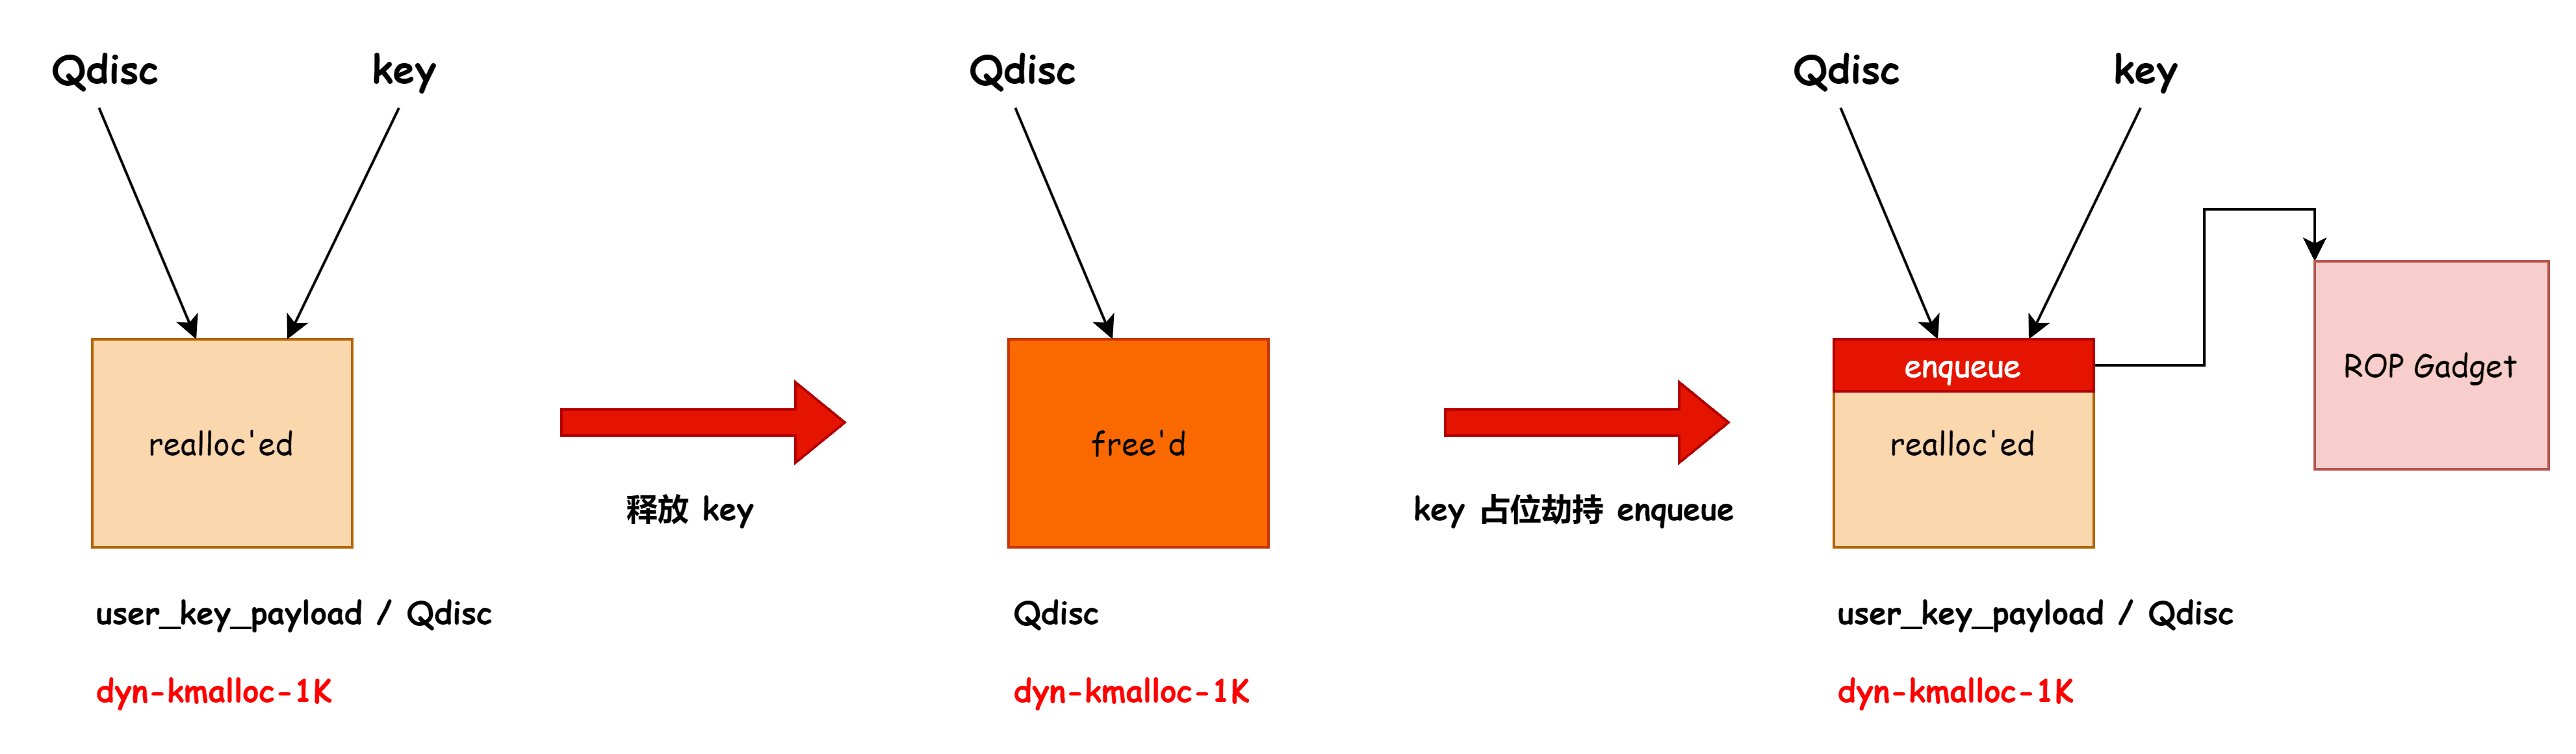 Qdisc
key
Qdisc
Qdisc
key
realloc'ed
释放 key
free'd
key 占位劫持 enqueue
enqueue
realloc'ed
ROP Gadget
user_key_payload / Qdisc
Qdisc
user_key_payload / Qdisc
dyn-kmalloc-1K
dyn-kmalloc-1K
dyn-kmalloc-1K